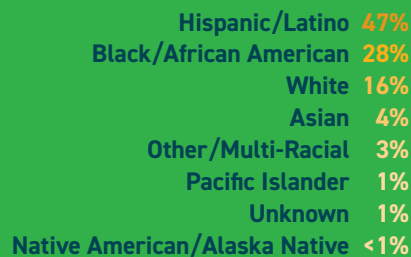 Hispanic/Latino 47%
Black/African American 28%
White 16%
Asian 4%
Other/Multi-Racial 3%
Pacific Islander 1%
Unknown 1%
Native American/Alaska Native <1%